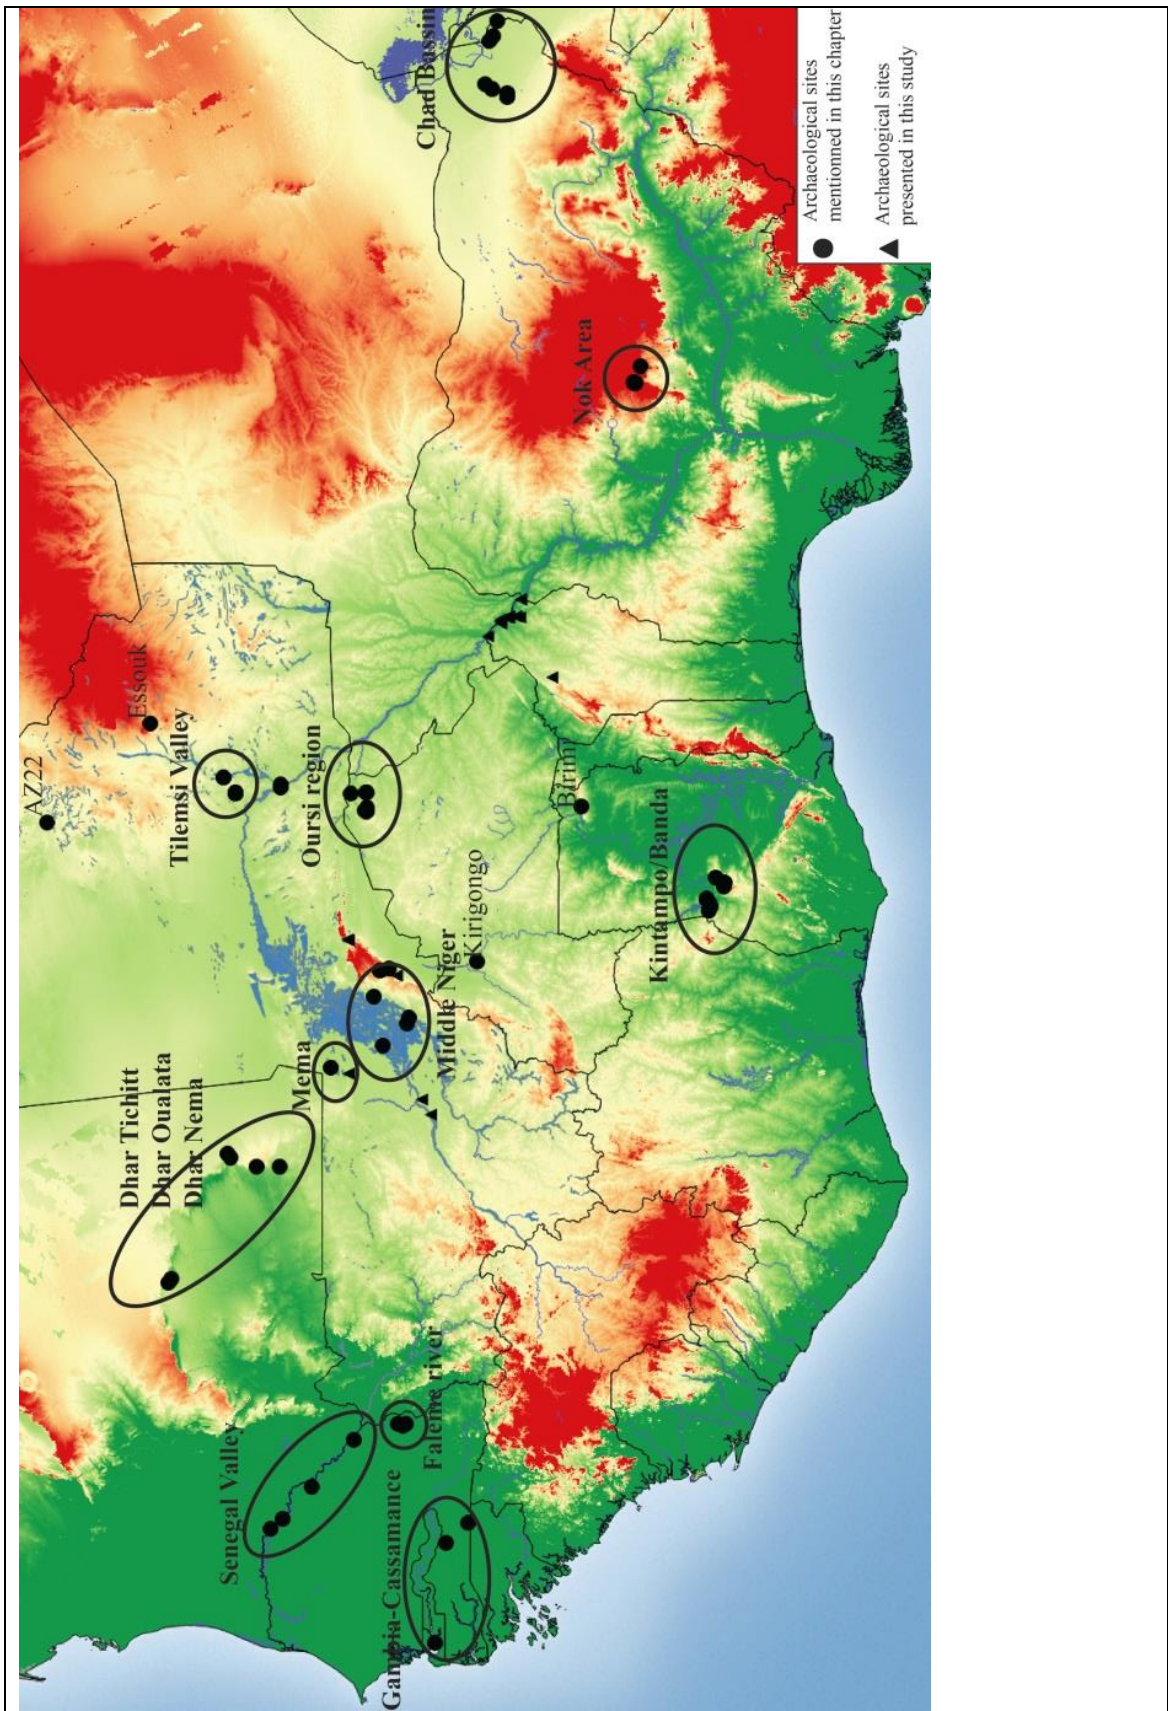 AZ22
Essouk
Tilemsi Valley
Dhar Tichitt
Dhar Oualata
Dhar Nema
Senegal Valley
Mema
Oursi region
Chad Bassin
Middle Niger
Kirigongo
Birimi
Faleme river
Gambia-Cassamance
Kintampo/Banda
Nok Area
Archaeological sites
mentionned in this chapter
Archaeological sites
presented in this study